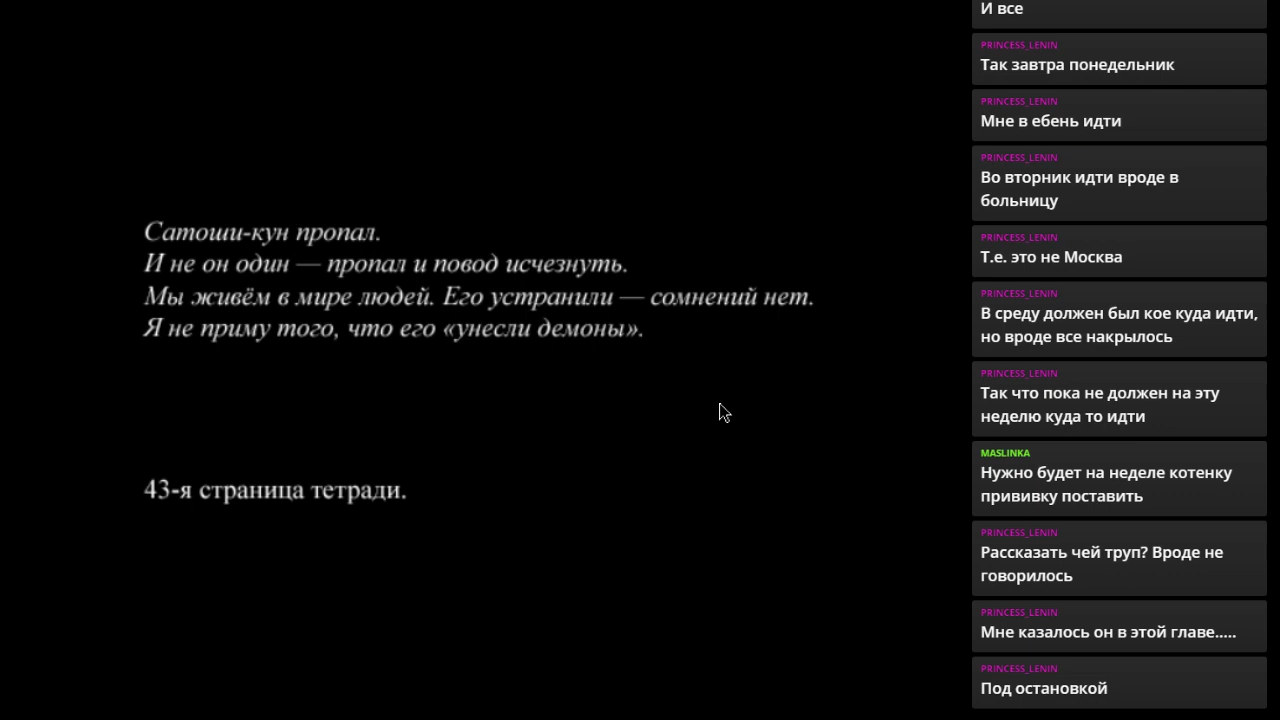 Сатоши-кун пропал.
И не он один — пропал и повод исчезнуть.
Мы живём в мире людей. Его устранили — сомнений нет.
Я не приму того, что его «унесли демоны».
43-я страница тетради.
И все
PRINCESS_LENIN
Так завтра понедельник
PRINCESS_LENIN
Мне в ебень идти
PRINCESS_LENIN
Во вторник идти вроде в
больницу
PRINCESS_LENIN
Т.е. это не Москва
PRINCESS_LENIN
В среду должен был кое куда идти,
но вроде все накрылось
PRINCESS_LENIN
Так что пока не должен на эту
неделю куда то идти
MASLINKA
Нужно будет на неделе котенку
прививку поставить
PRINCESS_LENIN
Рассказать чей труп? Вроде не
говорилось
PRINCESS_LENIN
Мне казалось он в этой главе.....
PRINCESS_LENIN
Под остановкой